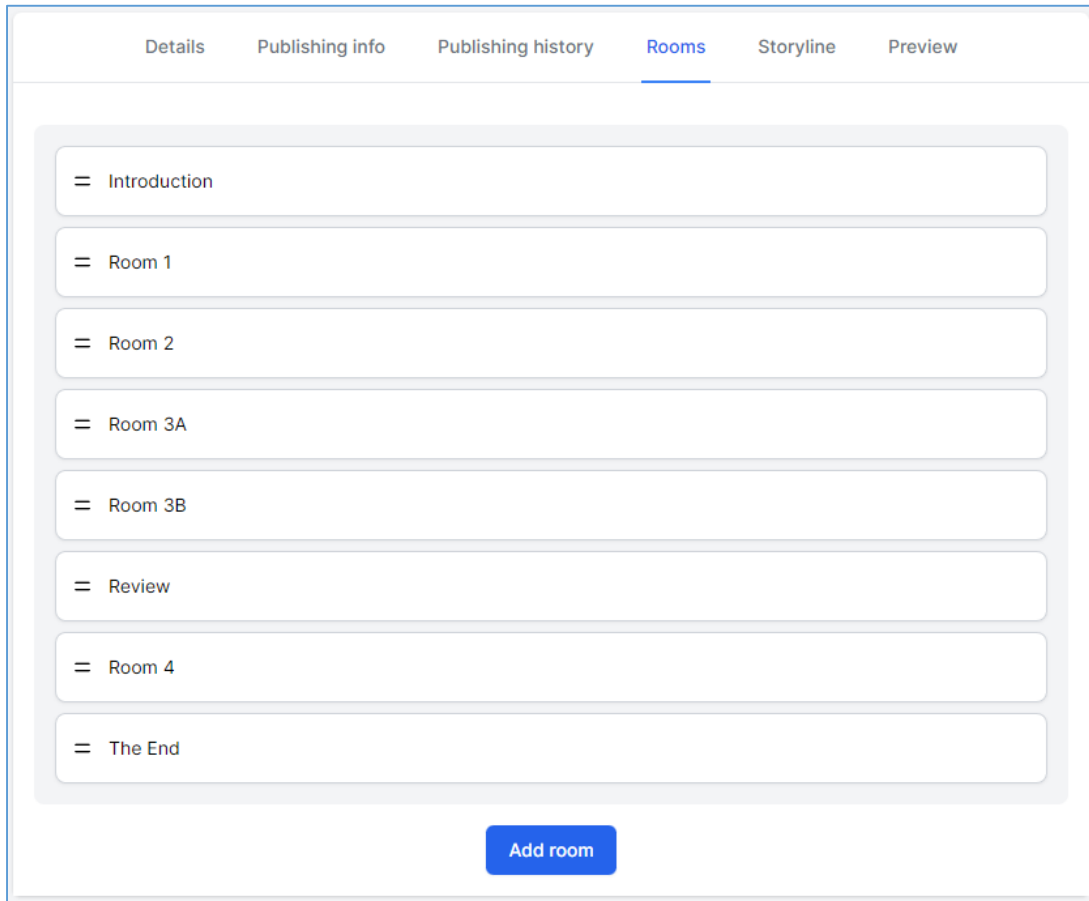 Details Publishing info Publishing history Rooms Storyline Preview
Introduction
Room 1
Room 2
Room 3A
Room 3B
Review
Room 4
The End
Add room